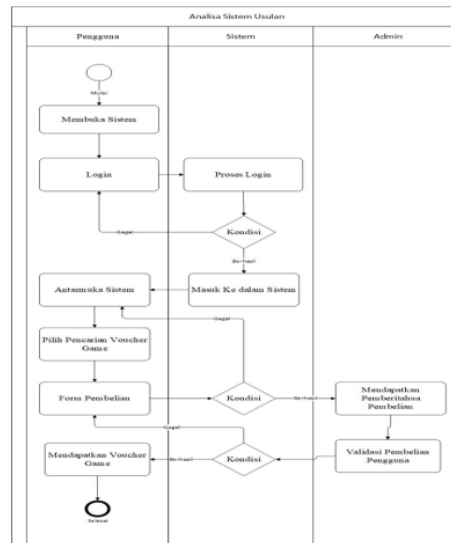 Analisa Sistem Usulan
Pengguna
Sistem
Admin
Mulai
Membuka Sistem
Login
Proses Login
Gagal
Kondisi
Berhasil
Antamuka Sistem
Masuk Ke dalam Sistem
Gagal
Pilih Pencarian Voucher
Game
Form Pembelian
Kondisi
Berhasil
Mendapatkan
Pemberitahua
Pembelian
Gagal
Mendapatkan Voucher
Game
Berhasil
Kondisi
Validasi Pembelian
Pengguna
Selesai